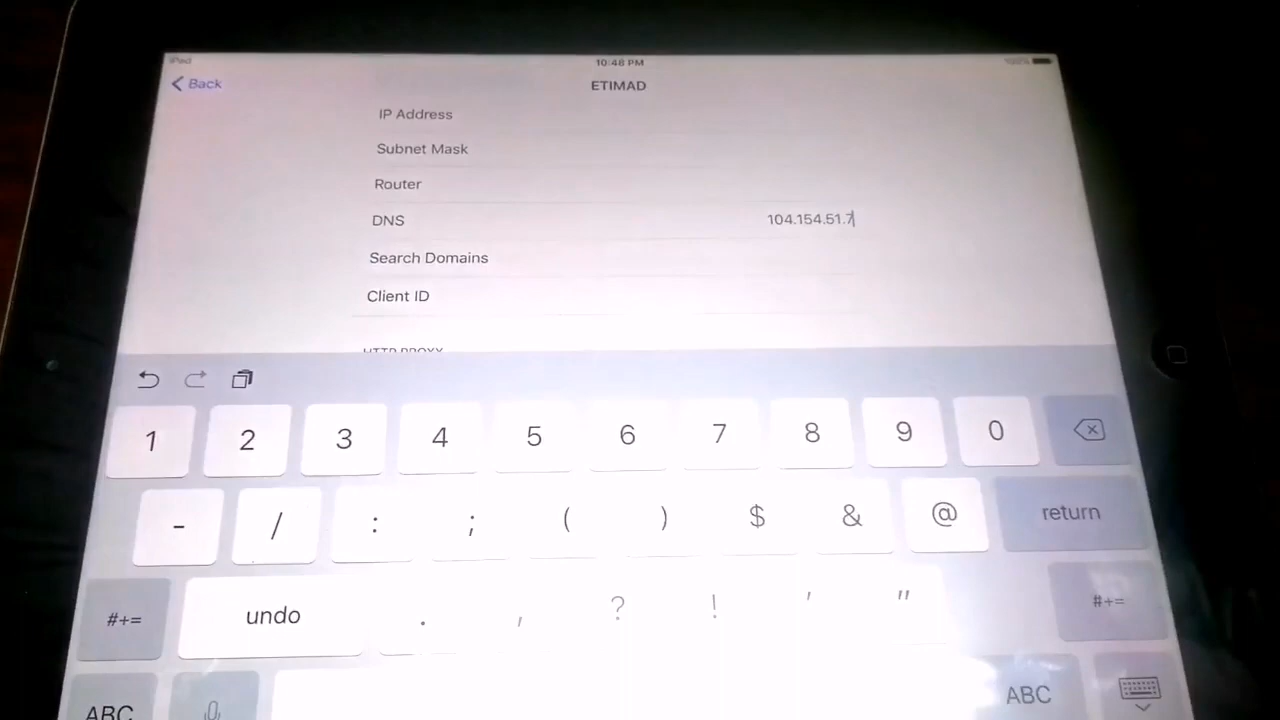 iPad 10:48 PM 100%
Back ETIMAD
IP Address
Subnet Mask
Router
DNS 104.154.51.7
Search Domains
Client ID
HTTP PROXY
1 2 3 4 5 6 7 8 9 0
- / : ; ( ) $ & @ return
#+= undo . , ? ! ' " #+=
ABC ABC